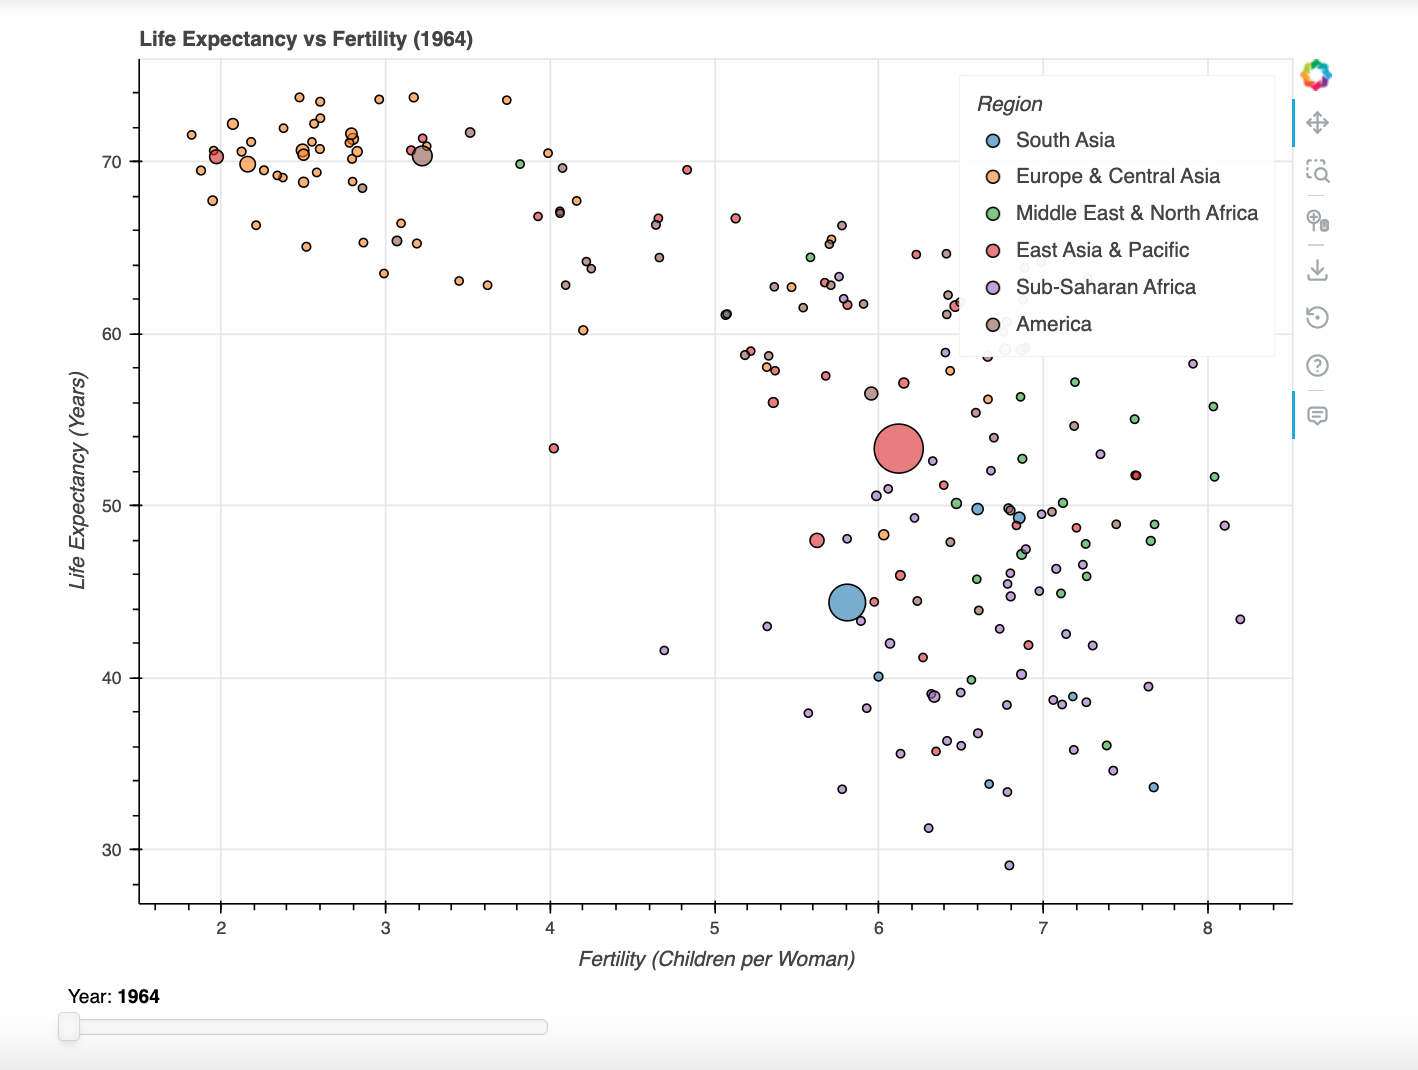 Life Expectancy vs Fertility (1964)
Region
South Asia
Europe & Central Asia
Middle East & North Africa
East Asia & Pacific
Sub-Saharan Africa
America
70
60
50
40
30
Life Expectancy (Years)
2 3 4 5 6 7 8
Fertility (Children per Woman)
Year: 1964